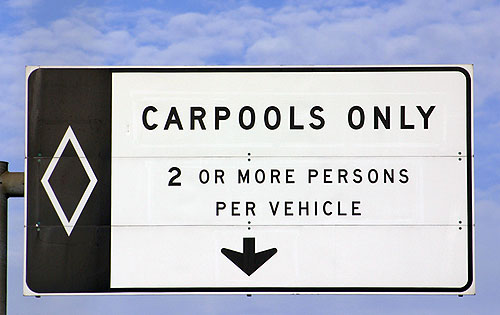 CARPOOLS ONLY
2 OR MORE PERSONS
PER VEHICLE